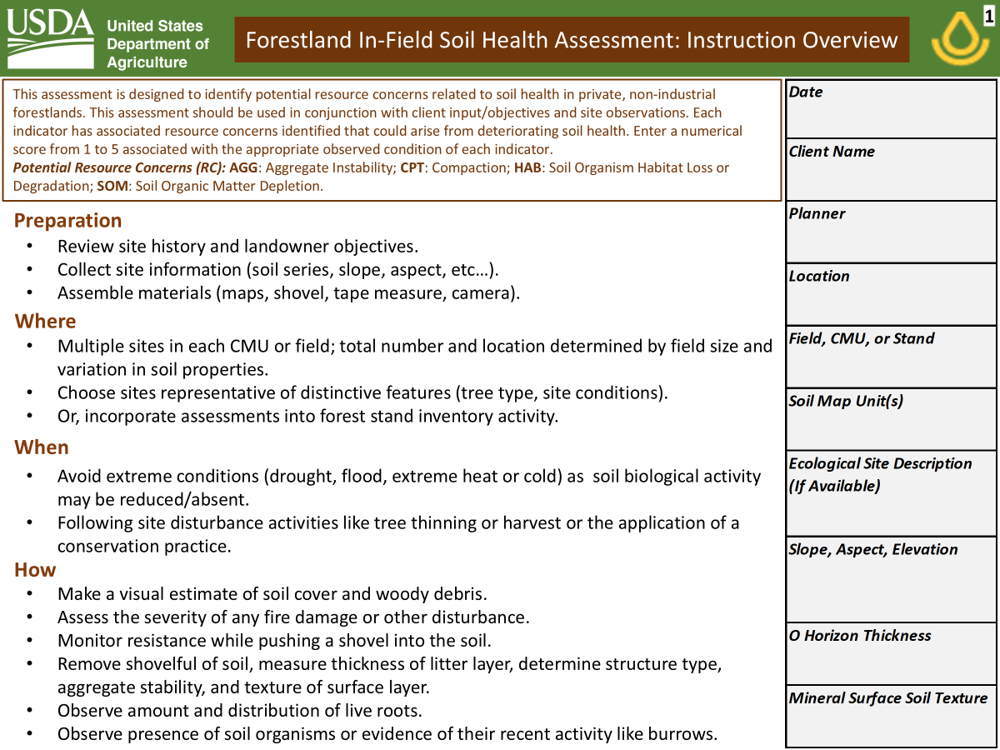 USDA
United States
Department of
Agriculture
Forestland In-Field Soil Health Assessment: Instruction Overview
1
This assessment is designed to identify potential resource concerns related to soil health in private, non-industrial
forestlands. This assessment should be used in conjunction with client input/objectives and site observations. Each
indicator has associated resource concerns identified that could arise from deteriorating soil health. Enter a numerical
score from 1 to 5 associated with the appropriate observed condition of each indicator.
Potential Resource Concerns (RC): AGG: Aggregate Instability; CPT: Compaction; HAB: Soil Organism Habitat Loss or
Degradation; SOM: Soil Organic Matter Depletion.
Preparation
• Review site history and landowner objectives.
• Collect site information (soil series, slope, aspect, etc…).
• Assemble materials (maps, shovel, tape measure, camera).
Where
• Multiple sites in each CMU or field; total number and location determined by field size and
variation in soil properties.
• Choose sites representative of distinctive features (tree type, site conditions).
• Or, incorporate assessments into forest stand inventory activity.
When
• Avoid extreme conditions (drought, flood, extreme heat or cold) as  soil biological activity
may be reduced/absent.
• Following site disturbance activities like tree thinning or harvest or the application of a
conservation practice.
How
• Make a visual estimate of soil cover and woody debris.
• Assess the severity of any fire damage or other disturbance.
• Monitor resistance while pushing a shovel into the soil.
• Remove shovelful of soil, measure thickness of litter layer, determine structure type,
aggregate stability, and texture of surface layer.
• Observe amount and distribution of live roots.
• Observe presence of soil organisms or evidence of their recent activity like burrows.
Date
Client Name
Planner
Location
Field, CMU, or Stand
Soil Map Unit(s)
Ecological Site Description
(If Available)
Slope, Aspect, Elevation
O Horizon Thickness
Mineral Surface Soil Texture